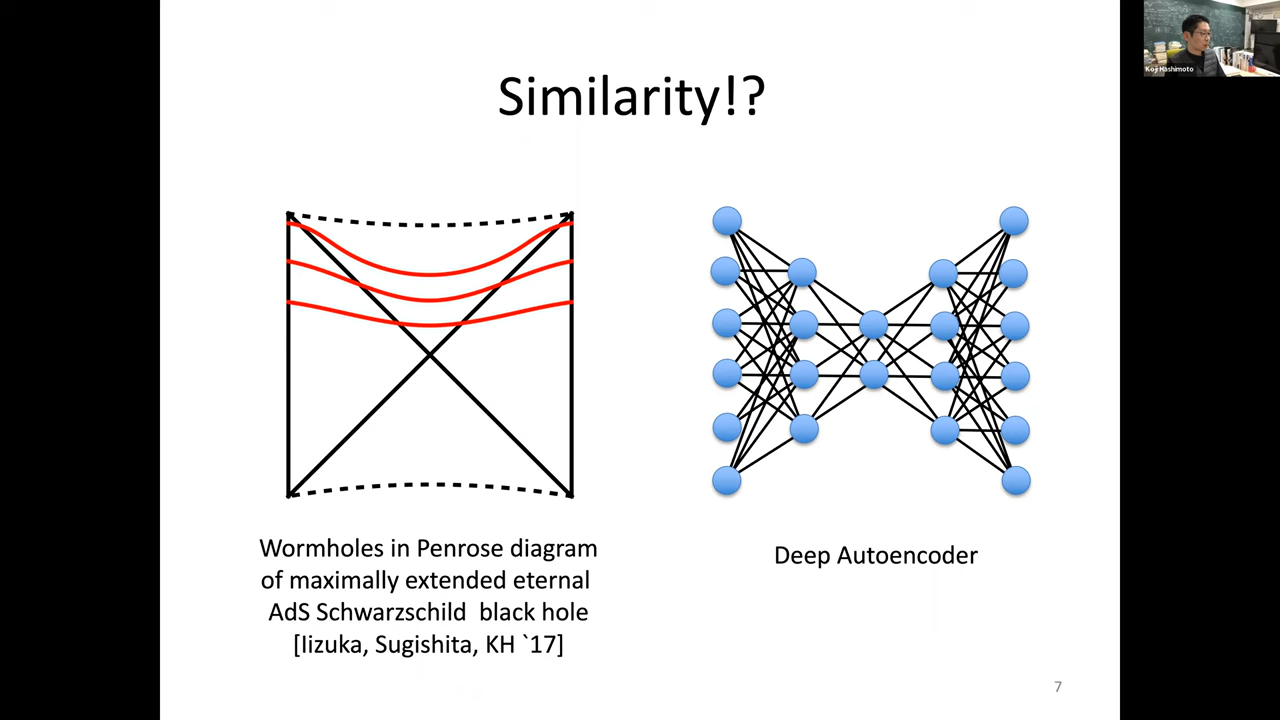 Similarity!?
Koji Hashimoto
Wormholes in Penrose diagram
of maximally extended eternal
AdS Schwarzschild black hole
[Iizuka, Sugishita, KH `17]
Deep Autoencoder
7